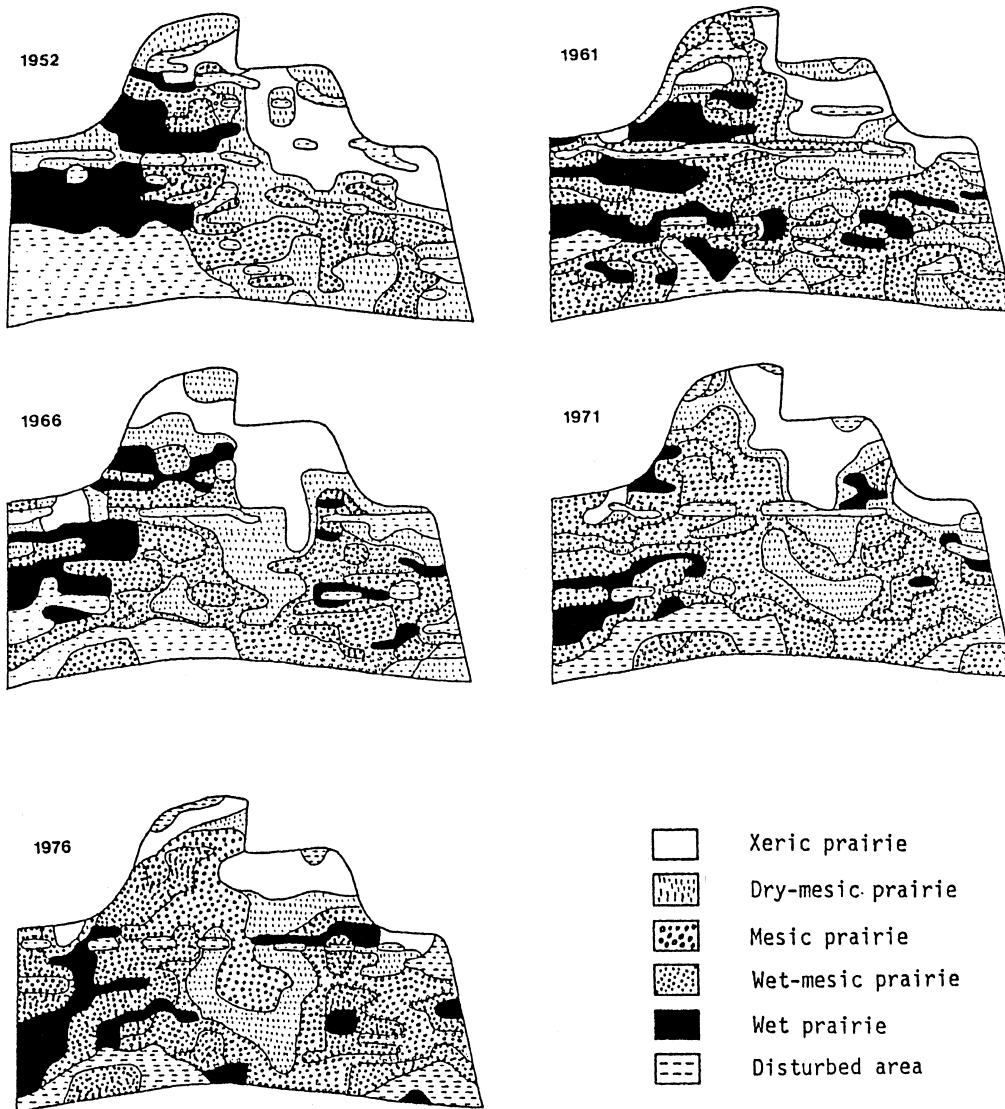 1952
1961
1966
1971
1976
Xeric prairie
Dry-mesic prairie
Mesic prairie
Wet-mesic prairie
Wet prairie
Disturbed area